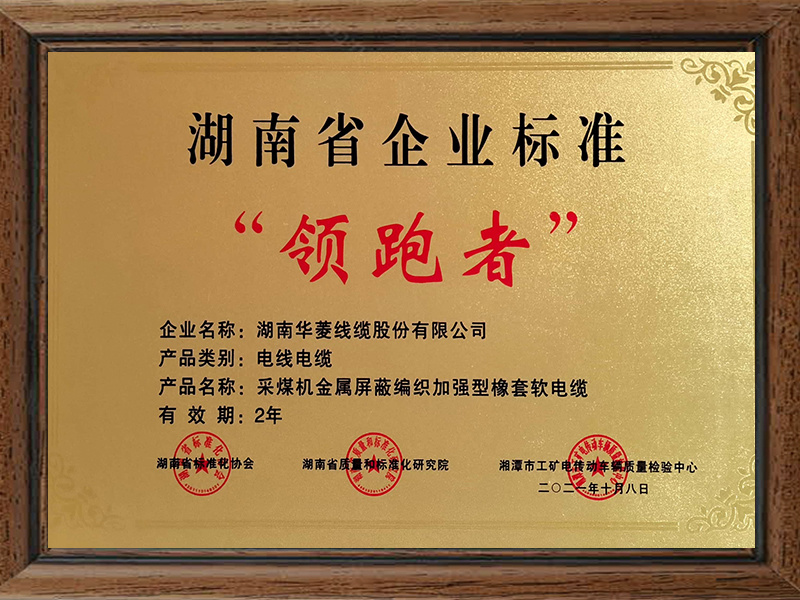 湖南省企业标准
“领跑者”
企业名称：湖南华菱线缆股份有限公司
产品类别：电线电缆
产品名称：采煤机金属屏蔽编织加强型橡套软电缆
有 效 期：2年
湖南省标准化协会 湖南省质量和标准化研究院 湘潭市工矿电传动车辆质量检验中心
二〇二一年十月八日